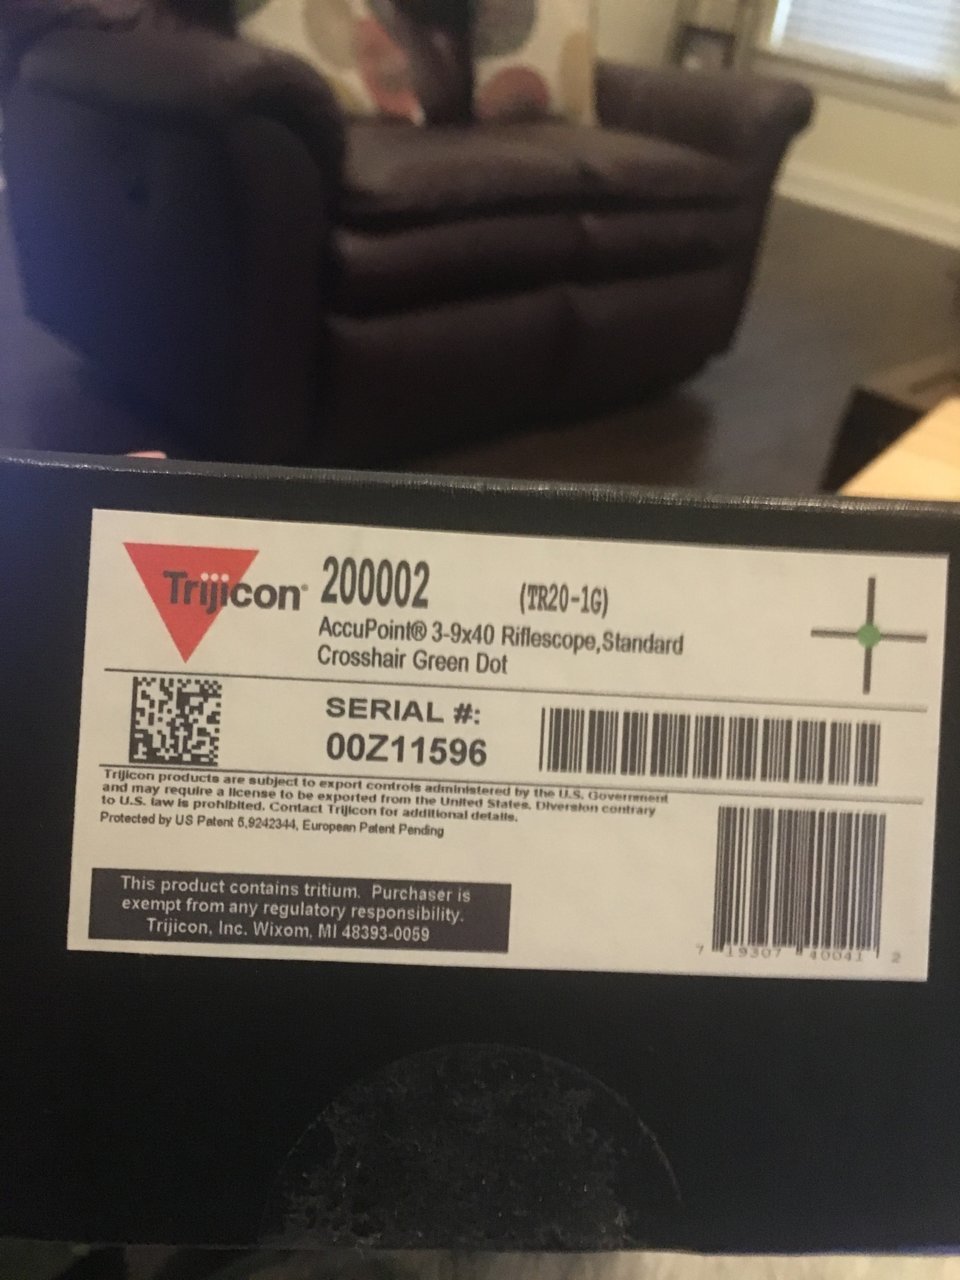 Trijicon®
200002 (TR20-1G)
AccuPoint® 3-9x40 Riflescope,Standard
Crosshair Green Dot
SERIAL #:
00Z11596
Trijicon products are subject to export controls administered by the U.S. Government
and may require a license to be exported from the United States. Diversion contrary
to U.S. law is prohibited. Contact Trijicon for additional details.
Protected by US Patent 5,9242344, European Patent Pending
This product contains tritium. Purchaser is
exempt from any regulatory responsibility.
Trijicon, Inc. Wixom, MI 48393-0059
7 19307 40041 2